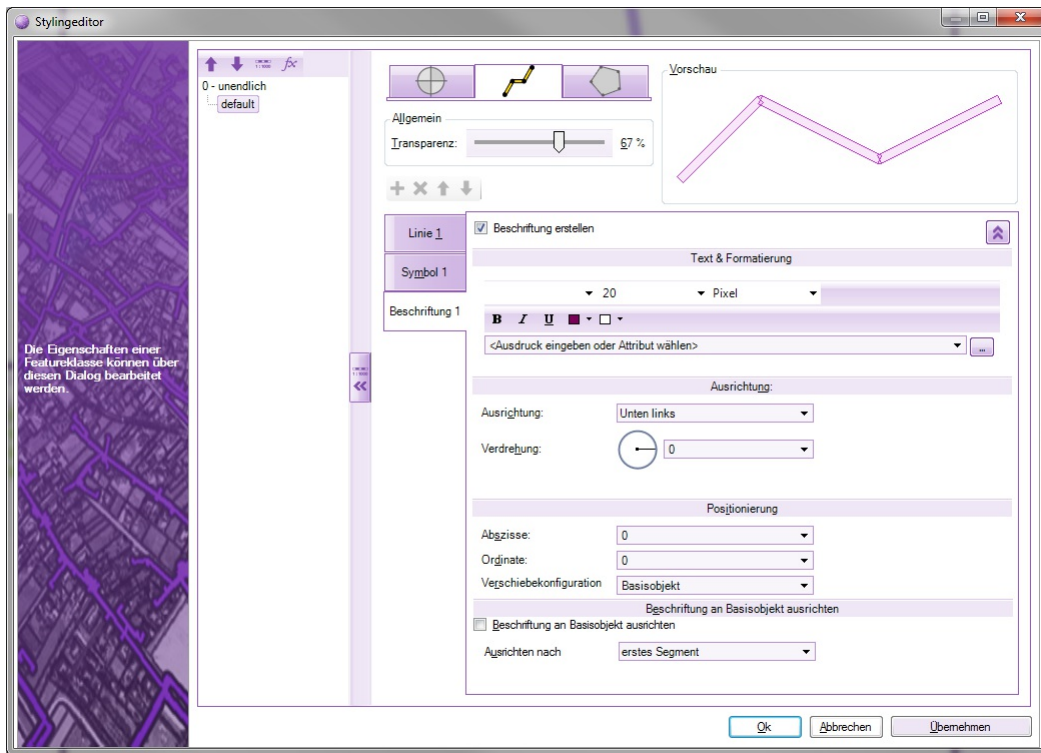 Stylingeditor
Die Eigenschaften einer
Featureklasse können über
diesen Dialog bearbeitet
werden.
fx
0 - unendlich
default
Allgemein
Transparenz:
67 %
Vorschau
Linie 1
Symbol 1
Beschriftung 1
Beschriftung erstellen
Text & Formatierung
20
Pixel
B I U
<Ausdruck eingeben oder Attribut wählen>
...
Ausrichtung:
Ausrichtung:
Unten links
Verdrehung:
0
Positionierung
Abszisse:
0
Ordinate:
0
Verschiebekonfiguration
Basisobjekt
Beschriftung an Basisobjekt ausrichten
Beschriftung an Basisobjekt ausrichten
Ausrichten nach
erstes Segment
Ok
Abbrechen
Übernehmen